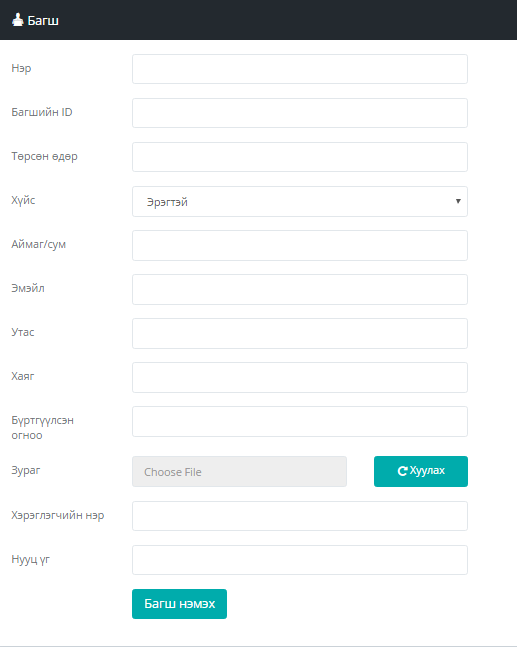 Багш
Нэр
Багшийн ID
Төрсөн өдөр
Хүйс
Эрэгтэй
Аймаг/сум
Эмэйл
Утас
Хаяг
Бүртгүүлсэн
огноо
Зураг
Choose File
Хуулах
Хэрэглэгчийн нэр
Нууц үг
Багш нэмэх